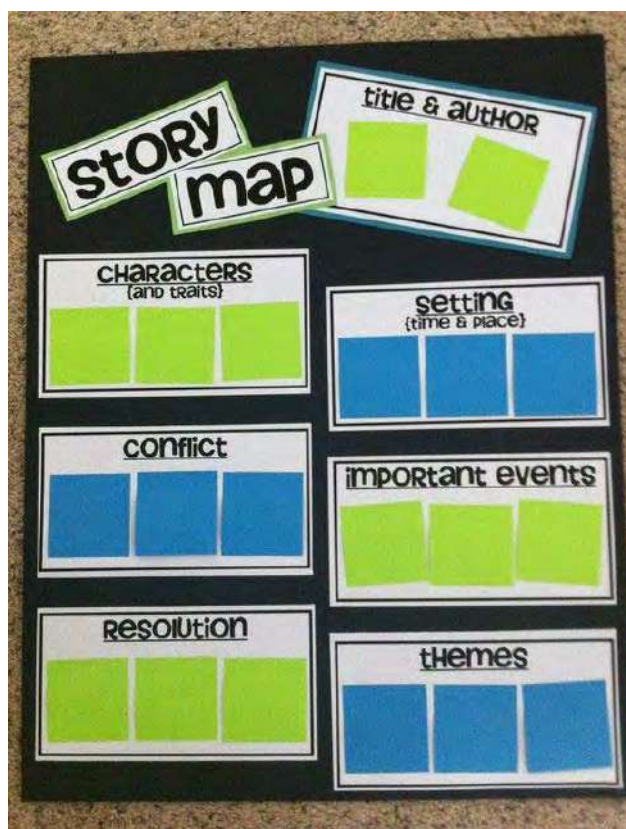 story
map
title & author
characters
{and traits}
setting
{time & place}
conflict
important events
resolution
themes